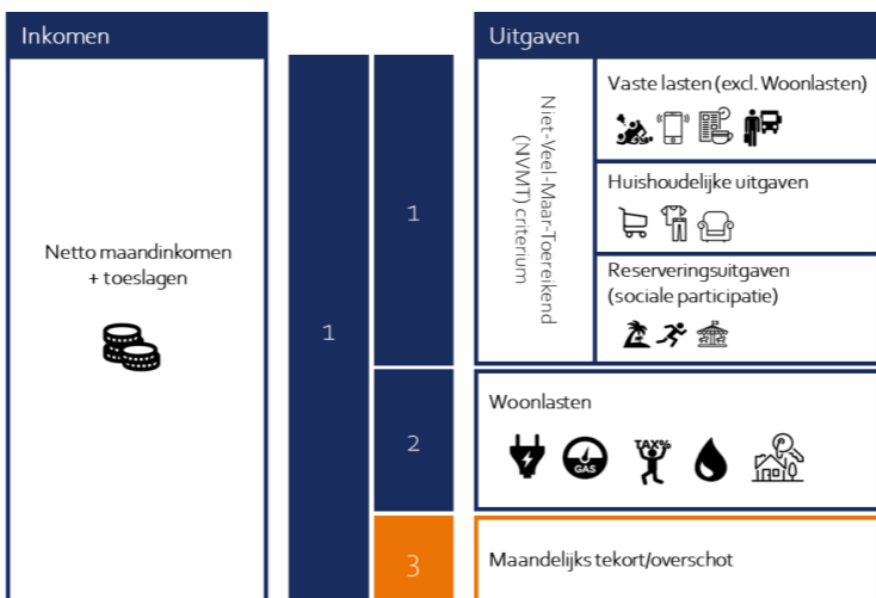 Inkomen
Netto maandinkomen
+ toeslagen
1
1
2
3
Uitgaven
Niet-Veel-Maar-Toereikend
(NVMT) criterium
Vaste lasten (excl. Woonlasten)
Huishoudelijke uitgaven
Reserveringsuitgaven
(sociale participatie)
Woonlasten
GAS
TAX%
Maandelijks tekort/overschot